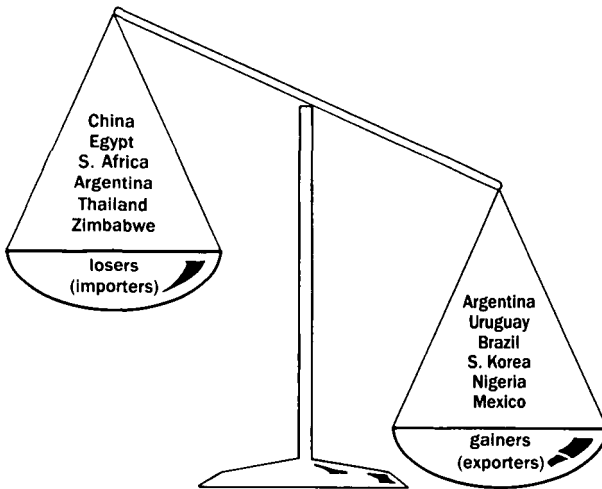 China
Egypt
S. Africa
Argentina
Thailand
Zimbabwe
losers
(importers)
Argentina
Uruguay
Brazil
S. Korea
Nigeria
Mexico
gainers
(exporters)